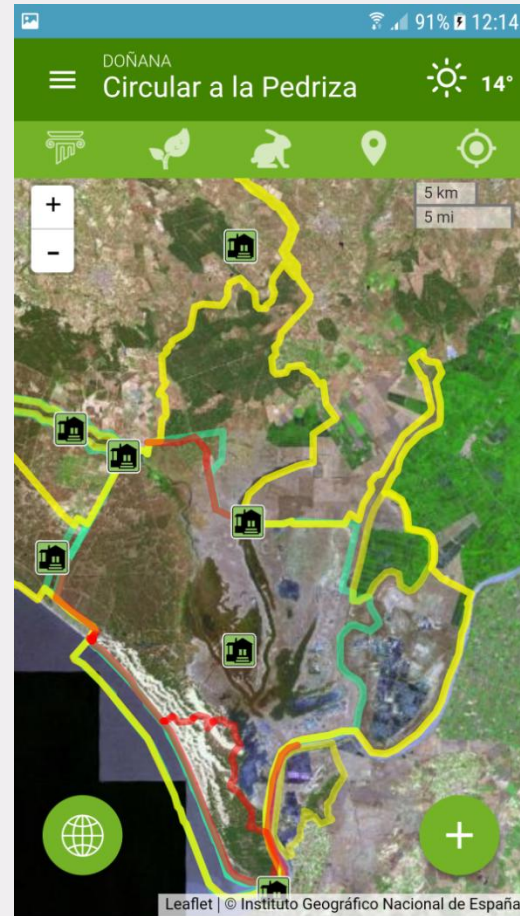 91% 12:14
DOÑANA
Circular a la Pedriza
14°
+
-
5 km
5 mi
+
Leaflet | © Instituto Geográfico Nacional de España